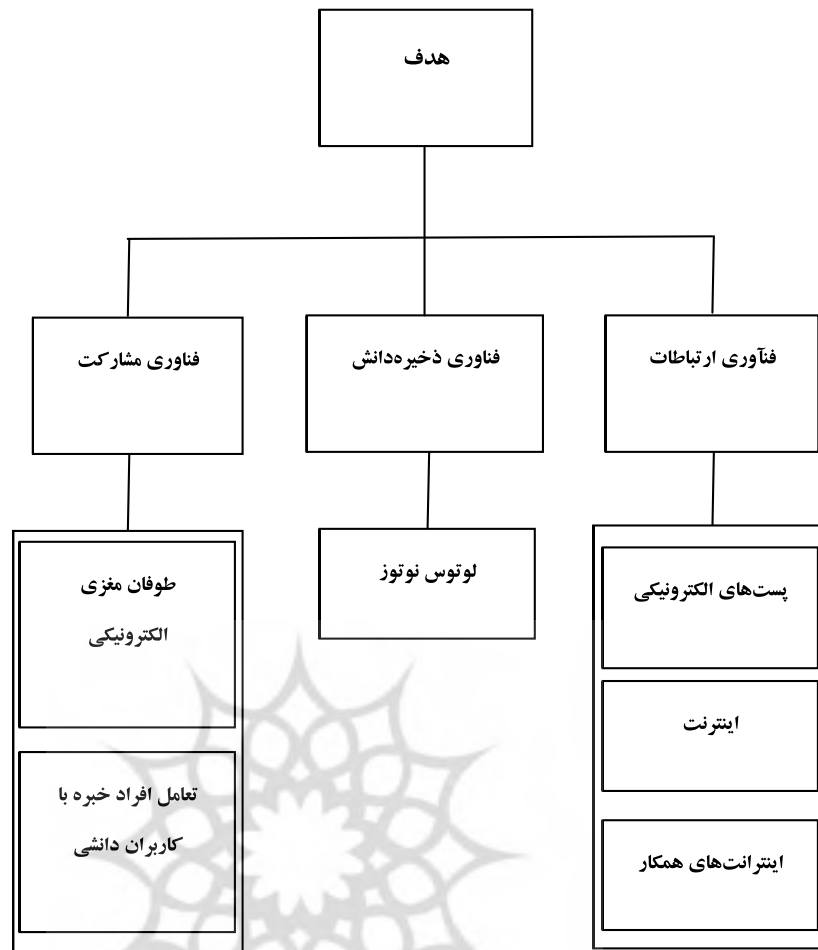 هدف
فنآوری ارتباطات
فناوری ذخیره‌دانش
فناوری مشارکت
پست‌های الکترونیکی
اینترنت
اینترانت‌های همکار
لوتوس نوتوز
طوفان مغزی
الکترونیکی
تعامل افراد خبره با
کاربران دانشی